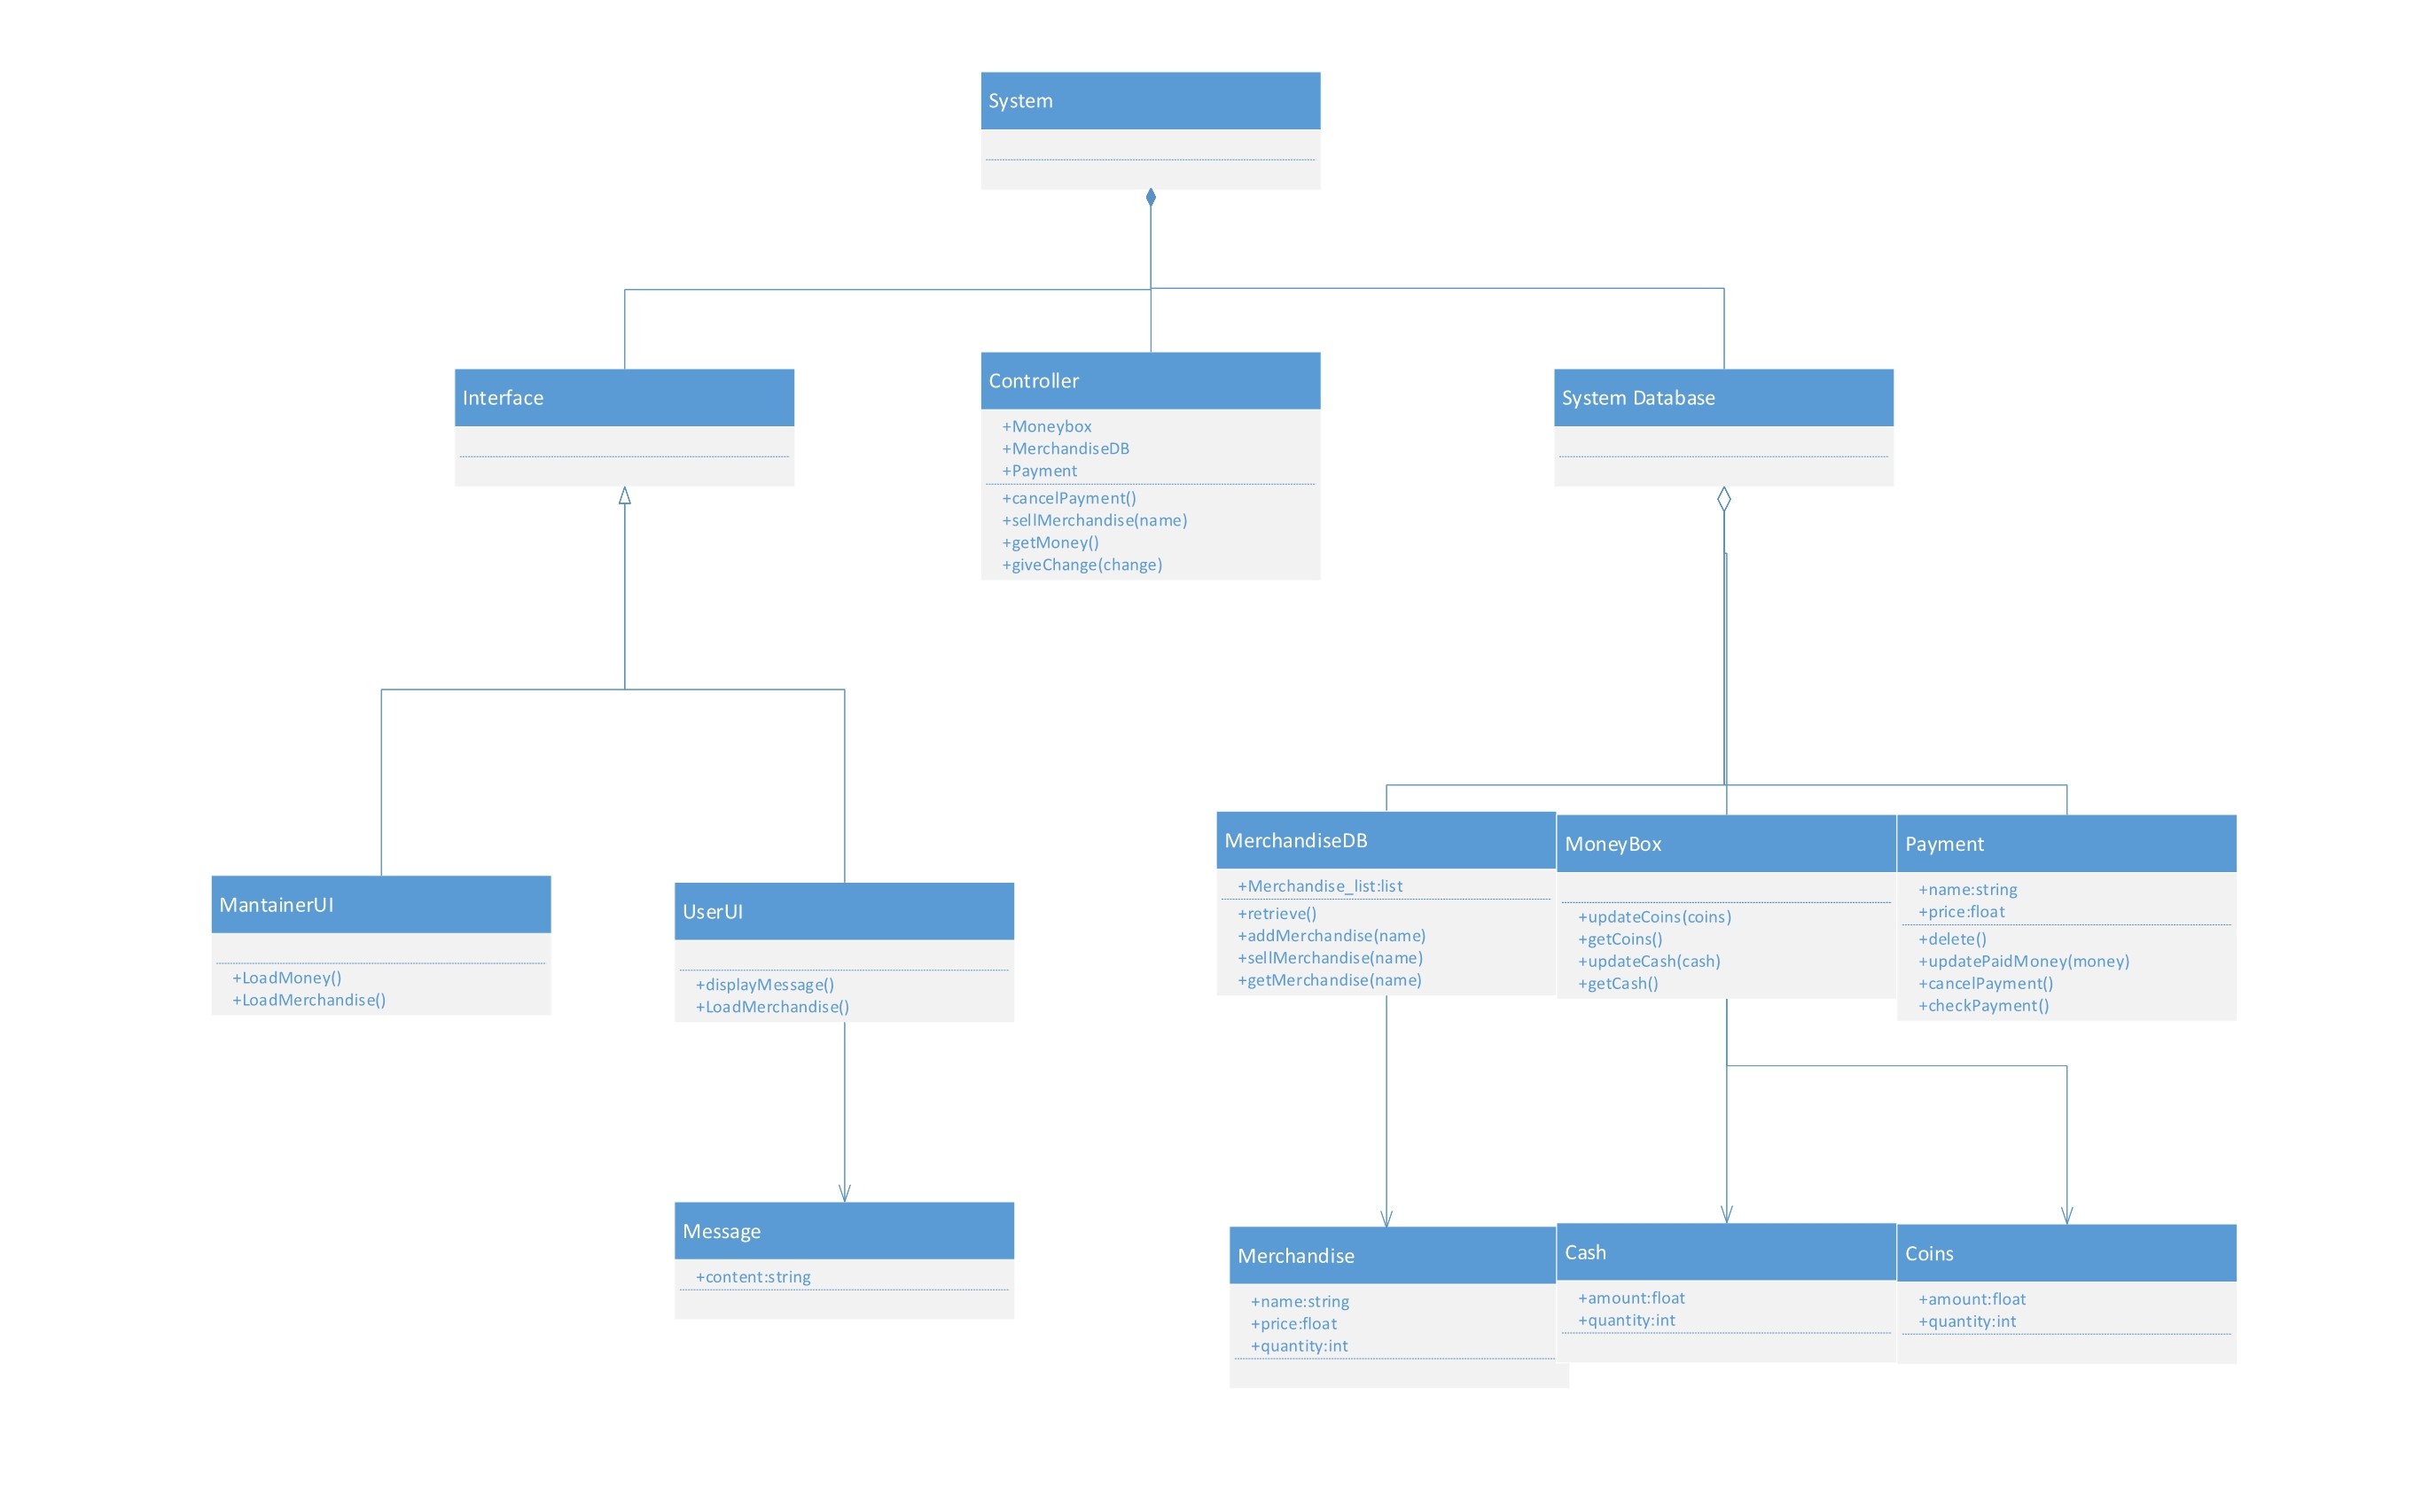 System
Interface
Controller
+Moneybox
+MerchandiseDB
+Payment
+cancelPayment()
+sellMerchandise(name)
+getMoney()
+giveChange(change)
System Database
MantainerUI
+LoadMoney()
+LoadMerchandise()
UserUI
+displayMessage()
+LoadMerchandise()
MerchandiseDB
+Merchandise_list:list
+retrieve()
+addMerchandise(name)
+sellMerchandise(name)
+getMerchandise(name)
MoneyBox
+updateCoins(coins)
+getCoins()
+updateCash(cash)
+getCash()
Payment
+name:string
+price:float
+delete()
+updatePaidMoney(money)
+cancelPayment()
+checkPayment()
Message
+content:string
Merchandise
+name:string
+price:float
+quantity:int
Cash
+amount:float
+quantity:int
Coins
+amount:float
+quantity:int